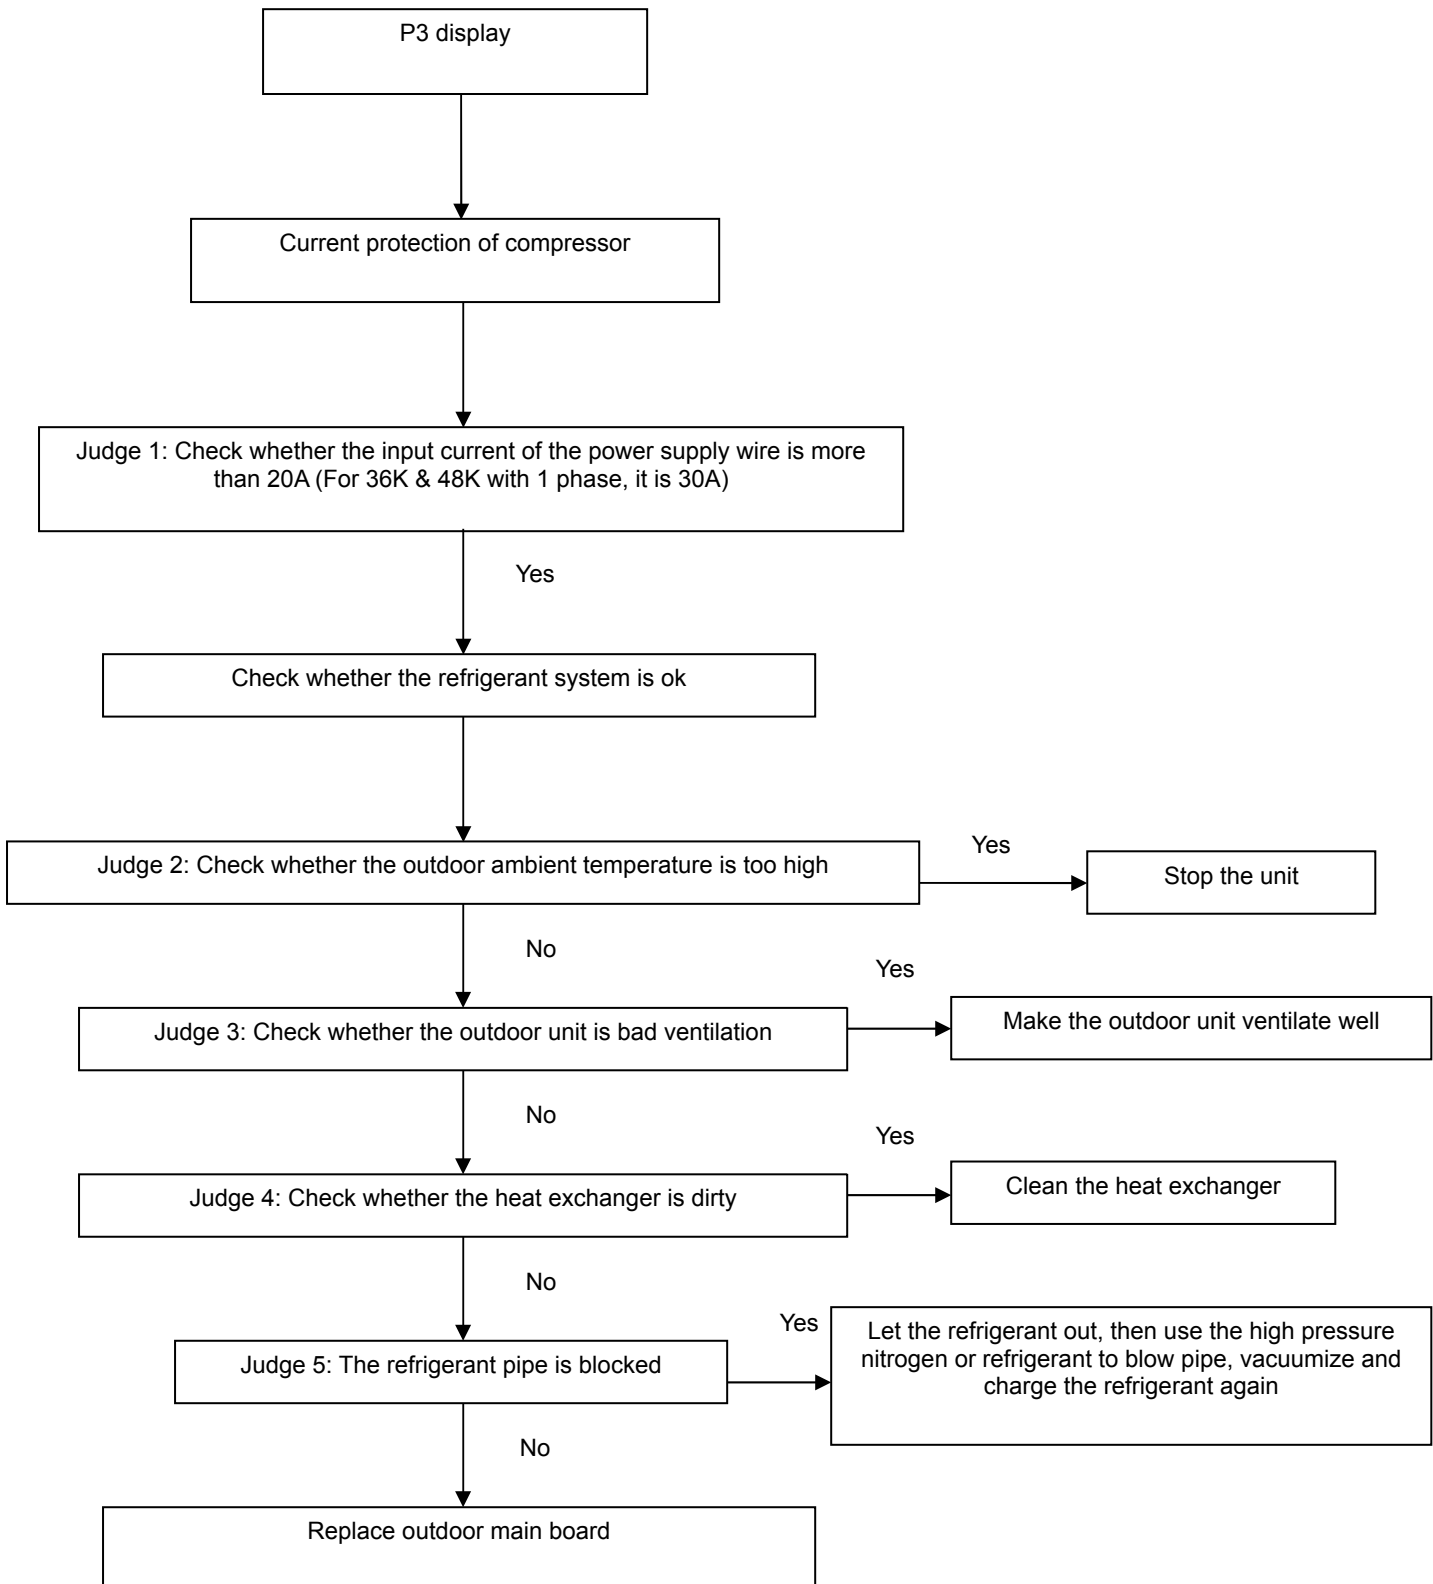 P3 display
Current protection of compressor
Judge 1: Check whether the input current of the power supply wire is more
than 20A (For 36K & 48K with 1 phase, it is 30A)
Yes
Check whether the refrigerant system is ok
Judge 2: Check whether the outdoor ambient temperature is too high
Yes
Stop the unit
No
Judge 3: Check whether the outdoor unit is bad ventilation
Yes
Make the outdoor unit ventilate well
No
Judge 4: Check whether the heat exchanger is dirty
Yes
Clean the heat exchanger
No
Judge 5: The refrigerant pipe is blocked
Yes
Let the refrigerant out, then use the high pressure
nitrogen or refrigerant to blow pipe, vacuumize and
charge the refrigerant again
No
Replace outdoor main board